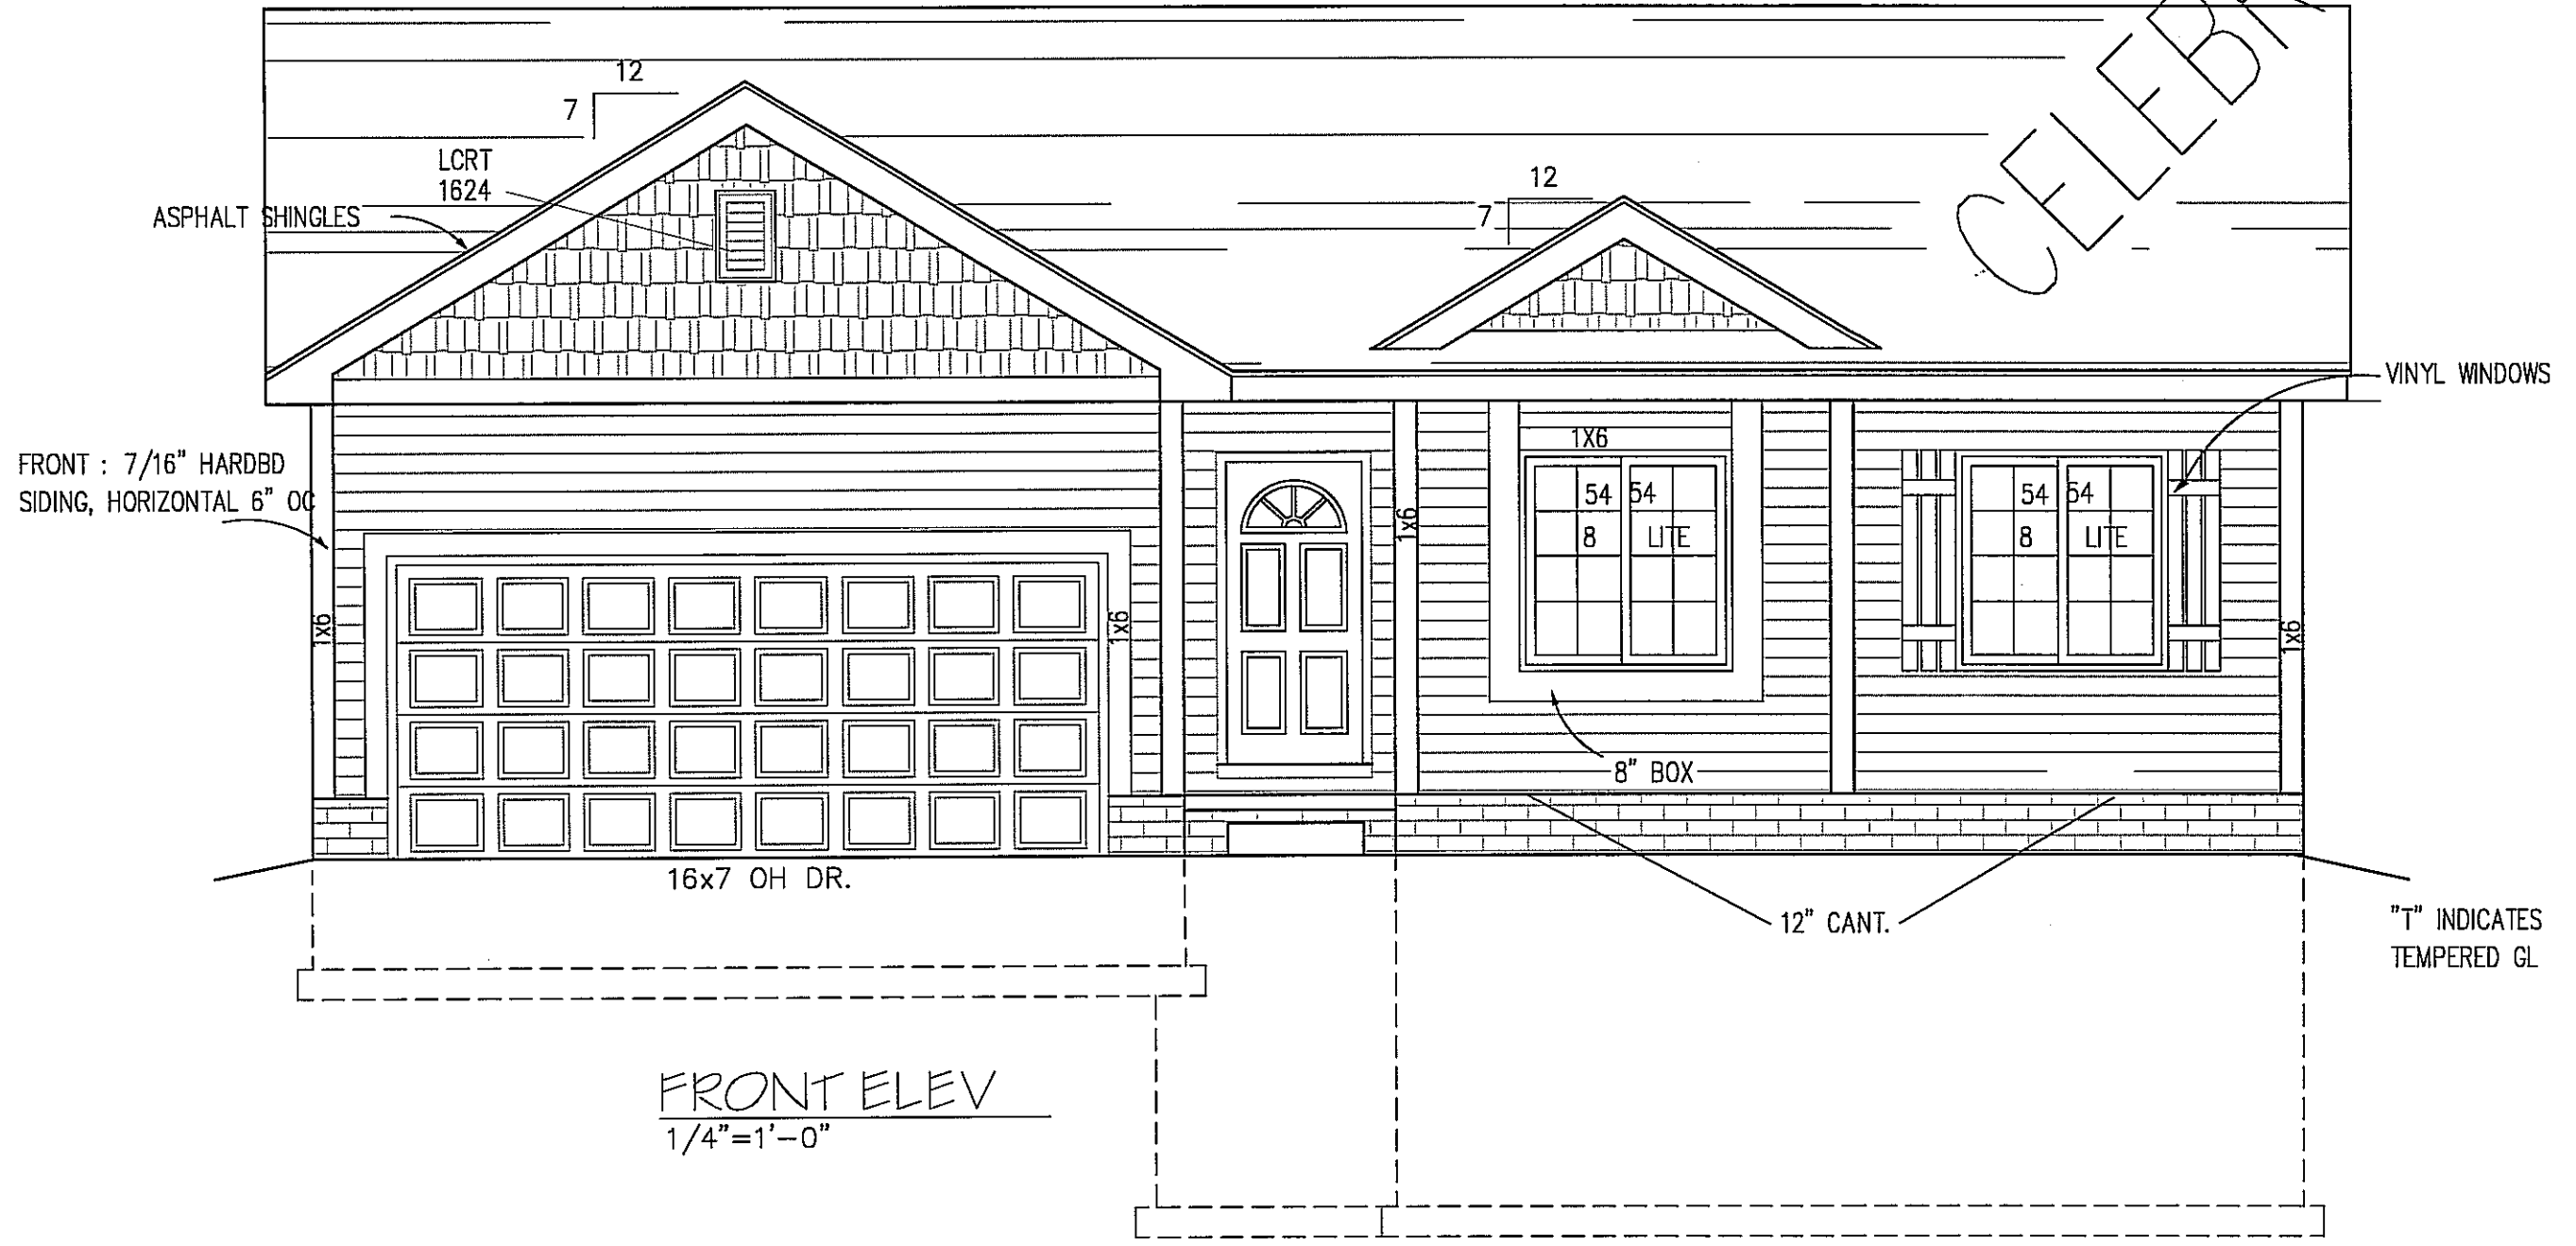 12
7
LCRT
1624
ASPHALT SHINGLES
12
7
VINYL WINDOWS
FRONT : 7/16" HARDBD
SIDING, HORIZONTAL 6" OC
1X6
54 54
8 LITE
54 54
8 LITE
1x6
1x6
1x6
1x6
8" BOX
16x7 OH DR.
12" CANT.
"T" INDICATES
TEMPERED GL
FRONT ELEV
1/4"=1'-0"